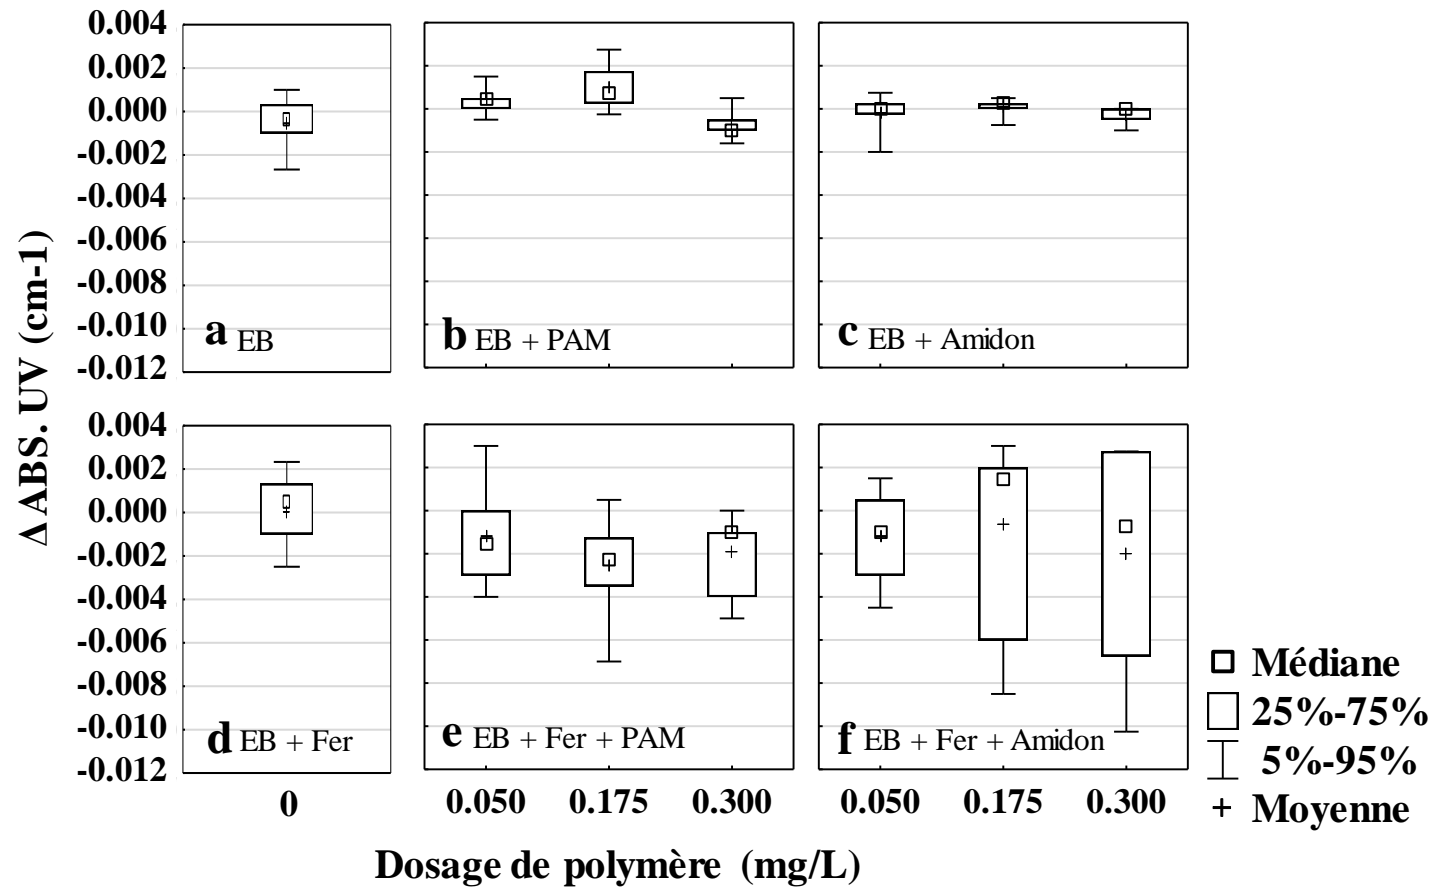 Δ ABS. UV (cm-1)
0.004
0.002
0.000
-0.002
-0.004
-0.006
-0.008
-0.010
-0.012
a EB
b EB + PAM
c EB + Amidon
0.004
0.002
0.000
-0.002
-0.004
-0.006
-0.008
-0.010
-0.012
d EB + Fer
e EB + Fer + PAM
f EB + Fer + Amidon
0
0.050 0.175 0.300
0.050 0.175 0.300
Dosage de polymère (mg/L)
Médiane
25%-75%
5%-95%
Moyenne